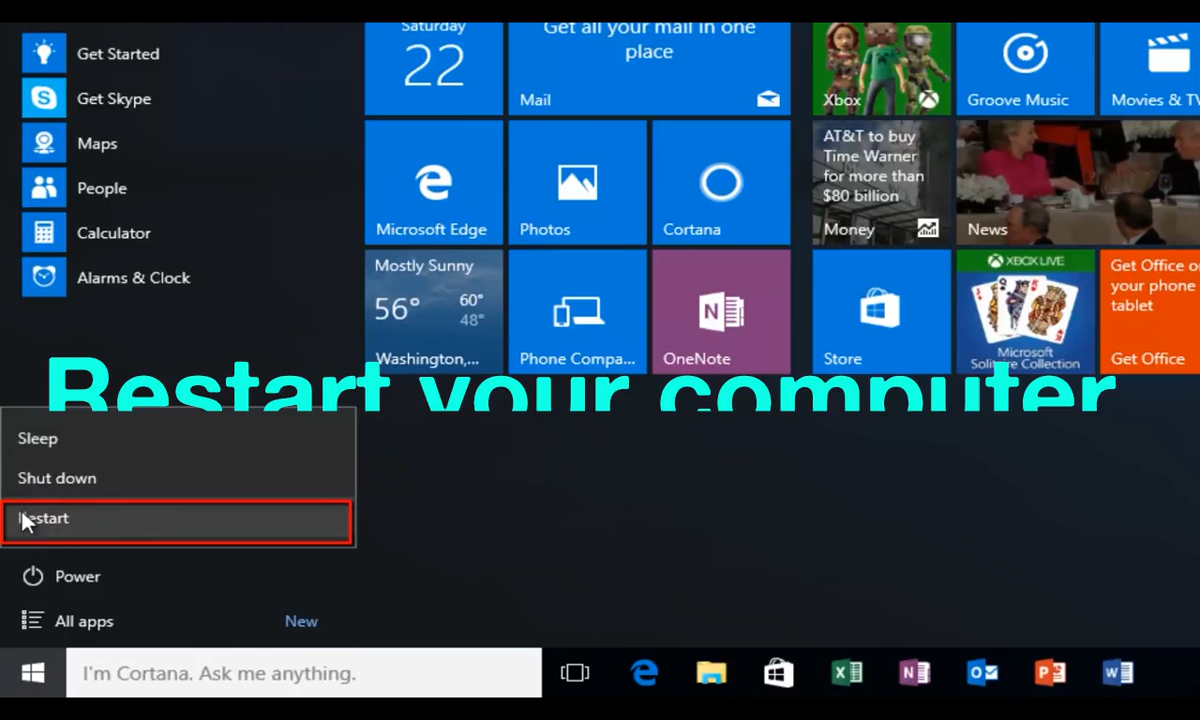 Get Started
Get Skype
Maps
People
Calculator
Alarms & Clock
Saturday
22
Get all your mail in one
place
Mail
Xbox
Groove Music
Movies & TV
Microsoft Edge
Photos
Cortana
AT&T to buy
Time Warner
for more than
$80 billion
Money
News
Mostly Sunny
56°
60°
48°
Washington,...
Phone Compa...
OneNote
Store
XBOX LIVE
Microsoft
Solitaire Collection
Get Office on
your phone
tablet
Get Office
Restart your computer
Sleep
Shut down
Restart
Power
All apps
New
I'm Cortana. Ask me anything.